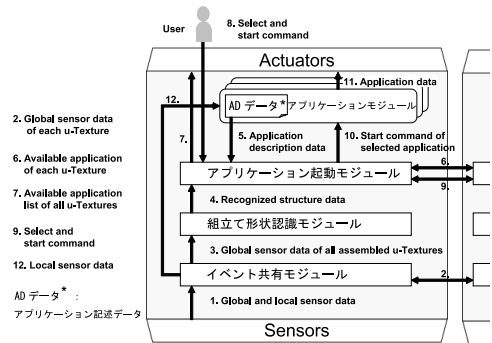 User
8. Select and
start command
Actuators
12.
11. Application data
AD データ*
アプリケーションモジュール
2. Global sensor data
of each u-Texture
6. Available application
of each u-Texture
7. Available application
list of all u-Textures
9. Select
and
start command
12. Local sensor data
AD データ* :
アプリケーション記述データ
7.
5. Application
description data
10. Start command of
selected application
アプリケーション起動モジュール
6.
9.
4. Recognized structure data
組立て形状認識モジュール
3. Global sensor data of all assembled u-Textures
イベント共有モジュール
2.
1. Global and local sensor data
Sensors